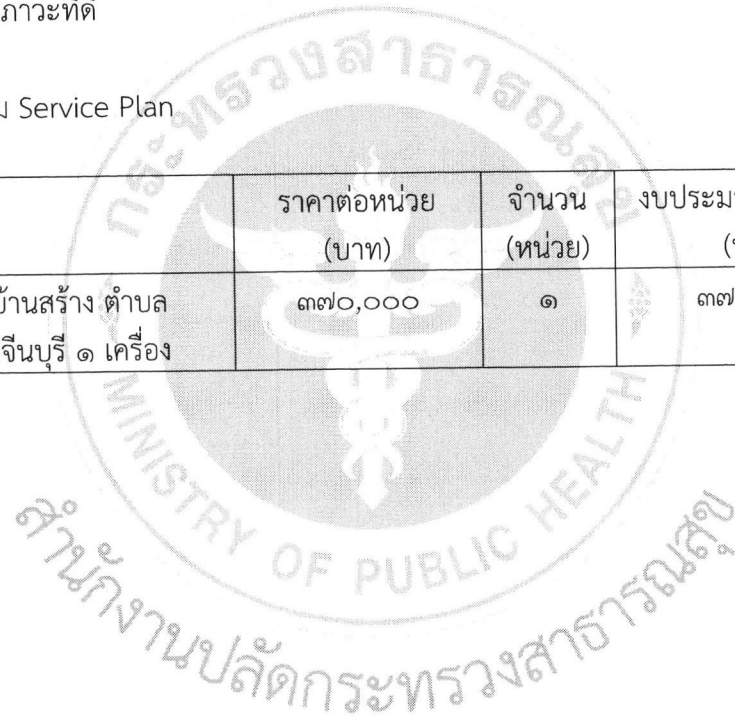 ภาวะที่ดี
ม Service Plan
ราคาต่อหน่วย จำนวน งบประม
(บาท) (หน่วย)
บ้านสร้าง ตำบล ๓๗๐,๐๐๐ ๑ ๓๗
จีนบุรี ๑ เครื่อง
กระทรวงสาธารณสุข
MINISTRY OF PUBLIC HEALTH
สำนักงานปลัดกระทรวงสาธารณสุข